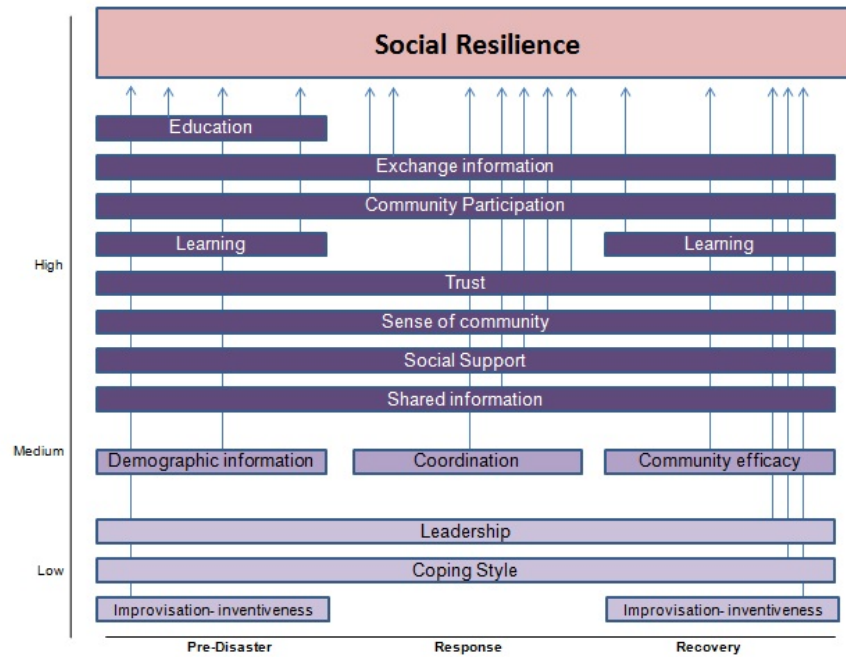 Social Resilience
Education
Exchange information
Community Participation
Learning
Learning
High
Trust
Sense of community
Social Support
Shared information
Medium
Demographic information
Coordination
Community efficacy
Leadership
Low
Coping Style
Improvisation- inventiveness
Improvisation- inventiveness
Pre-Disaster
Response
Recovery